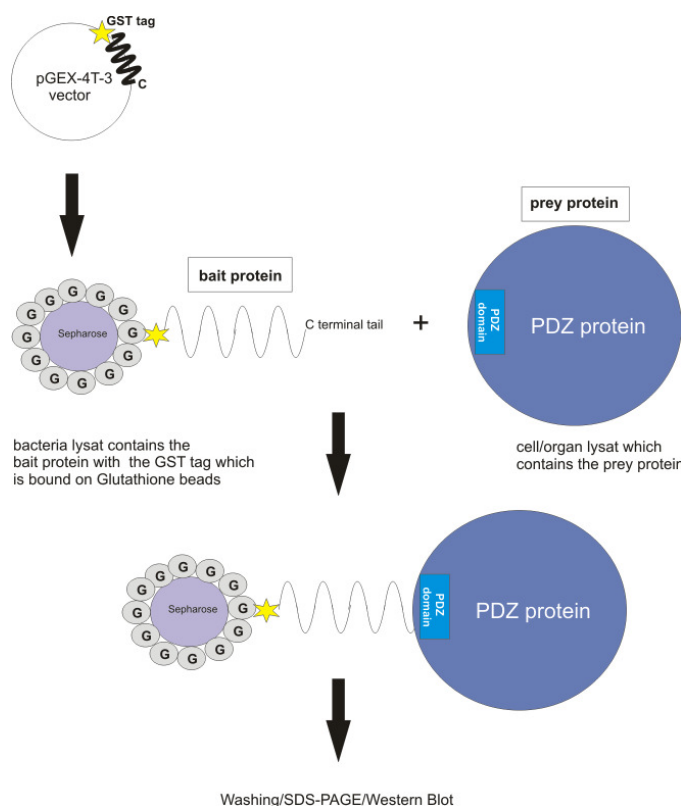 GST tag
pGEX-4T-3
vector
C
prey protein
bait protein
G
G
G
G
G
G
G
G
G
G
G
G
Sepharose
C terminal tail
+
PDZ
domain
PDZ protein
bacteria lysat contains the
bait protein with the GST tag which
is bound on Glutathione beads
cell/organ lysat which
contains the prey protein
G
G
G
G
G
G
G
G
G
G
G
G
Sepharose
PDZ
domain
PDZ protein
Washing/SDS-PAGE/Western Blot